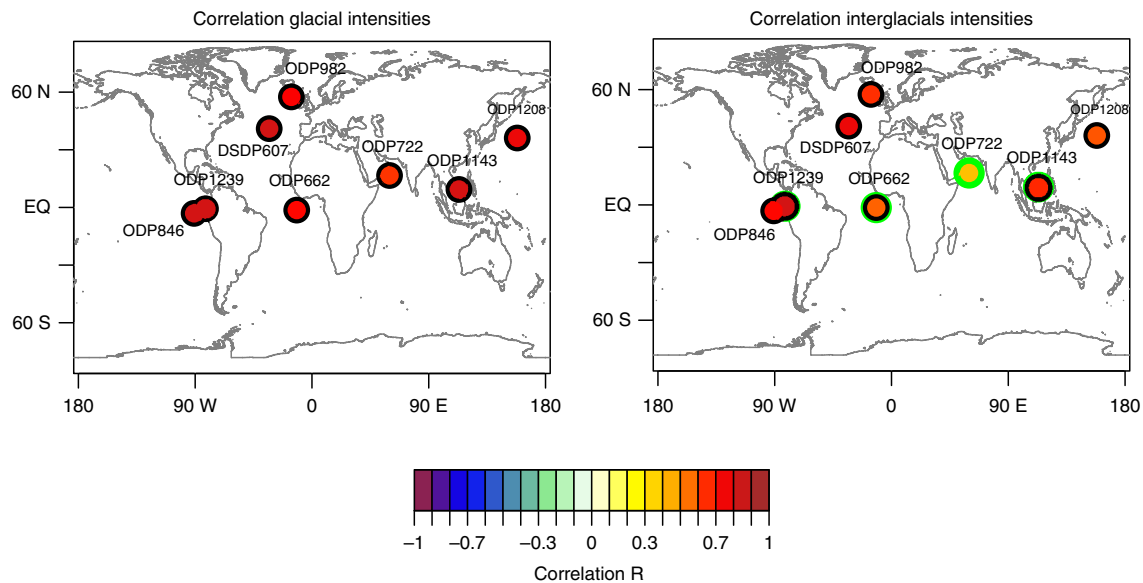 Correlation glacial intensities
Correlation interglacials intensities
60 N
EQ
60 S
ODP982
DSDP607
ODP1208
ODP722
ODP1143
ODP1239
ODP662
ODP846
180
90 W
0
90 E
180
60 N
EQ
60 S
ODP982
DSDP607
ODP1208
ODP722
ODP1143
ODP1239
ODP662
ODP846
180
90 W
0
90 E
180
–1
–0.7
–0.3
0
0.3
0.7
1
Correlation R